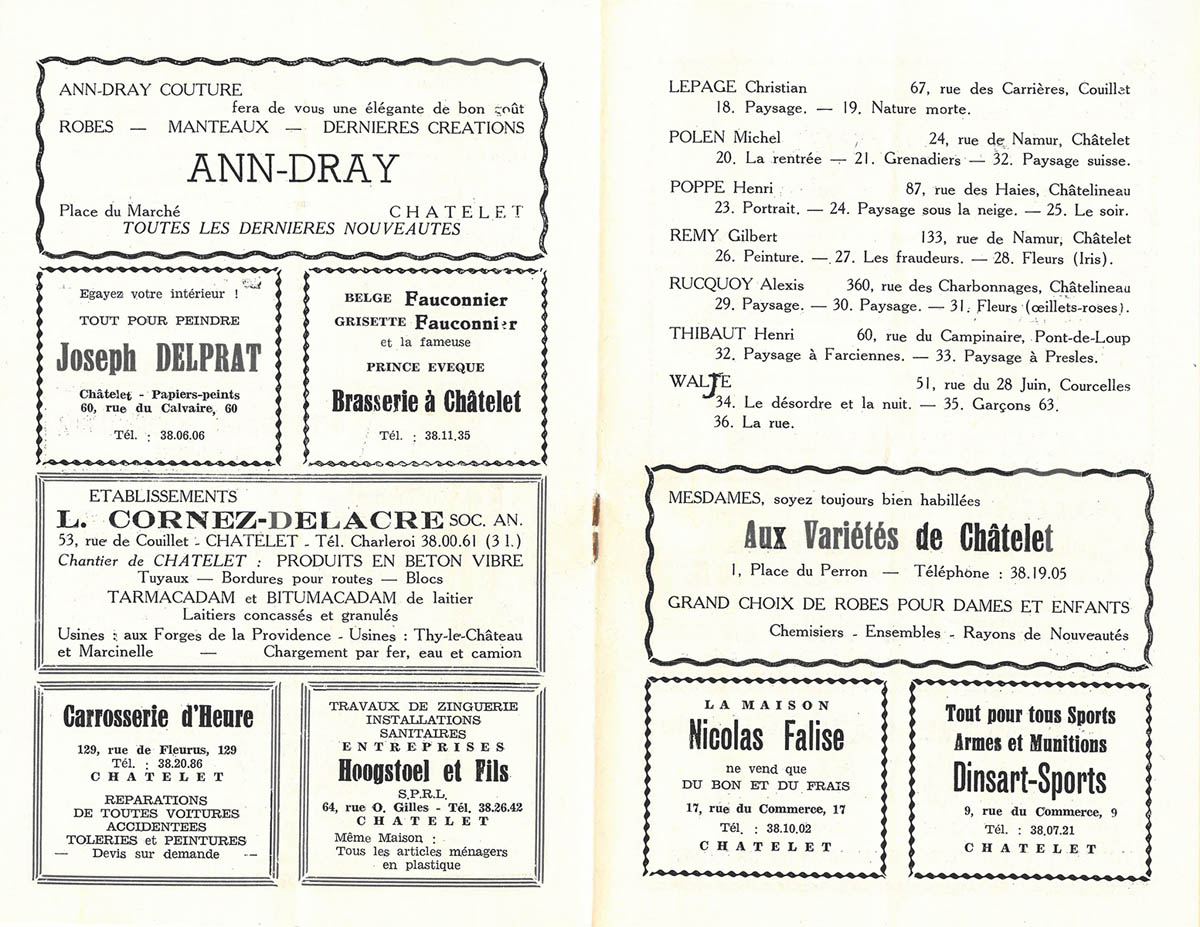 ANN-DRAY COUTURE
fera de vous une élégante de bon goût
ROBES — MANTEAUX — DERNIERES CREATIONS
ANN-DRAY
Place du Marché CHATELET
TOUTES LES DERNIERES NOUVEAUTES
Egayez votre intérieur !
TOUT POUR PEINDRE
Joseph DELPRAT
Châtelet - Papiers-peints
60, rue du Calvaire, 60
Tél. : 38.06.06
BELGE Fauconnier
GRISETTE Fauconnier
et la fameuse
PRINCE EVEQUE
Brasserie à Châtelet
Tél. : 38.11.35
ETABLISSEMENTS
L. CORNEZ-DELACRE SOC. AN.
53, rue de Couillet - CHATELET - Tél. Charleroi 38.00.61 (3 l.)
Chantier de CHATELET : PRODUITS EN BETON VIBRE
Tuyaux — Bordures pour routes — Blocs
TARMACADAM et BITUMACADAM de laitier
Laitiers concassés et granulés
Usines : aux Forges de la Providence - Usines : Thy-le-Château
et Marcinelle — Chargement par fer, eau et camion
Carrosserie d'Heure
129, rue de Fleurus, 129
Tél. : 38.20.86
CHATELET
REPARATIONS
DE TOUTES VOITURES
ACCIDENTEES
TOLERIES et PEINTURES
— Devis sur demande —
TRAVAUX DE ZINGUERIE
INSTALLATIONS
SANITAIRES
ENTREPRISES
Hoogstoel et Fils
S.P.R.L.
64, rue O. Gilles - Tél. 38.26.42
CHATELET
Même Maison :
Tous les articles ménagers
en plastique
LEPAGE Christian 67, rue des Carrières, Couillet
18. Paysage. — 19. Nature morte.
POLEN Michel 24, rue de Namur, Châtelet
20. La rentrée — 21. Grenadiers — 32. Paysage suisse.
POPPE Henri 87, rue des Haies, Châtelineau
23. Portrait. — 24. Paysage sous la neige. — 25. Le soir.
REMY Gilbert 133, rue de Namur, Châtelet
26. Peinture. — 27. Les fraudeurs. — 28. Fleurs (Iris).
RUCQUOY Alexis 360, rue des Charbonnages, Châtelineau
29. Paysage. — 30. Paysage. — 31. Fleurs (œillets-roses).
THIBAUT Henri 60, rue du Campinaire, Pont-de-Loup
32. Paysage à Farciennes. — 33. Paysage à Presles.
WALJE 51, rue du 28 Juin, Courcelles
34. Le désordre et la nuit. — 35. Garçons 63.
36. La rue.
MESDAMES, soyez toujours bien habillées
Aux Variétés de Châtelet
1, Place du Perron — Téléphone : 38.19.05
GRAND CHOIX DE ROBES POUR DAMES ET ENFANTS
Chemisiers - Ensembles - Rayons de Nouveautés
LA MAISON
Nicolas Falise
ne vend que
DU BON ET DU FRAIS
17, rue du Commerce, 17
Tél. : 38.10.02
CHATELET
Tout pour tous Sports
Armes et Munitions
Dinsart-Sports
9, rue du Commerce, 9
Tél. : 38.07.21
CHATELET